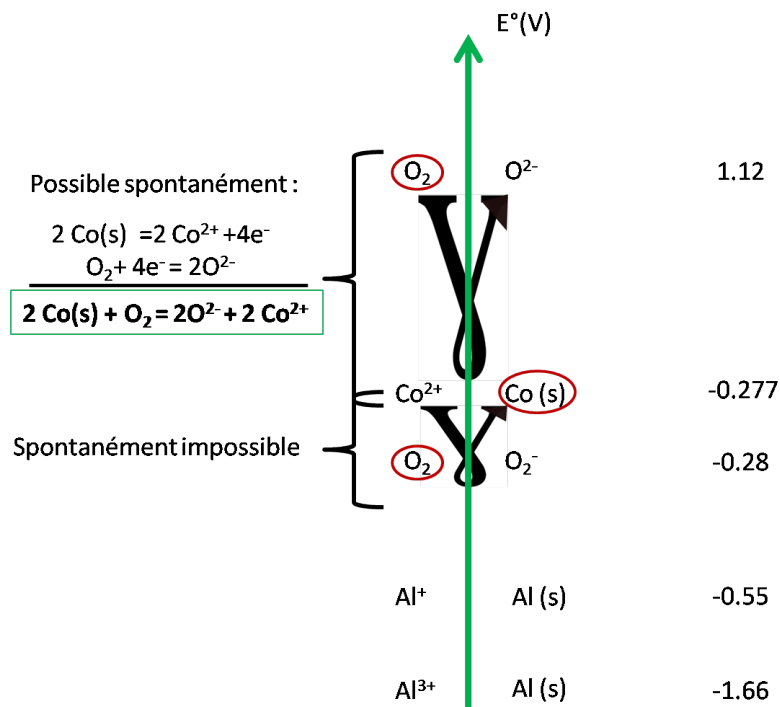 E°(V)
O₂ O²⁻ 1.12
Possible spontanément :
2 Co(s) =2 Co²⁺ +4e⁻
O₂+ 4e⁻ = 2O²⁻
2 Co(s) + O₂ = 2O²⁻ + 2 Co²⁺
Co²⁺ Co (s) -0.277
Spontanément impossible
O₂ O₂⁻ -0.28
Al⁺ Al (s) -0.55
Al³⁺ Al (s) -1.66